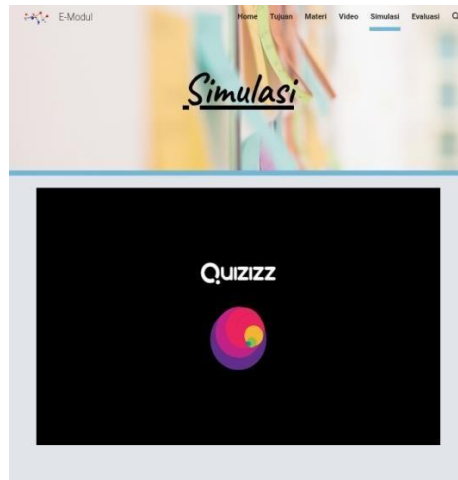 E-Modul
Home Tujuan Materi Video Simulasi Evaluasi
Simulasi
Quizizz